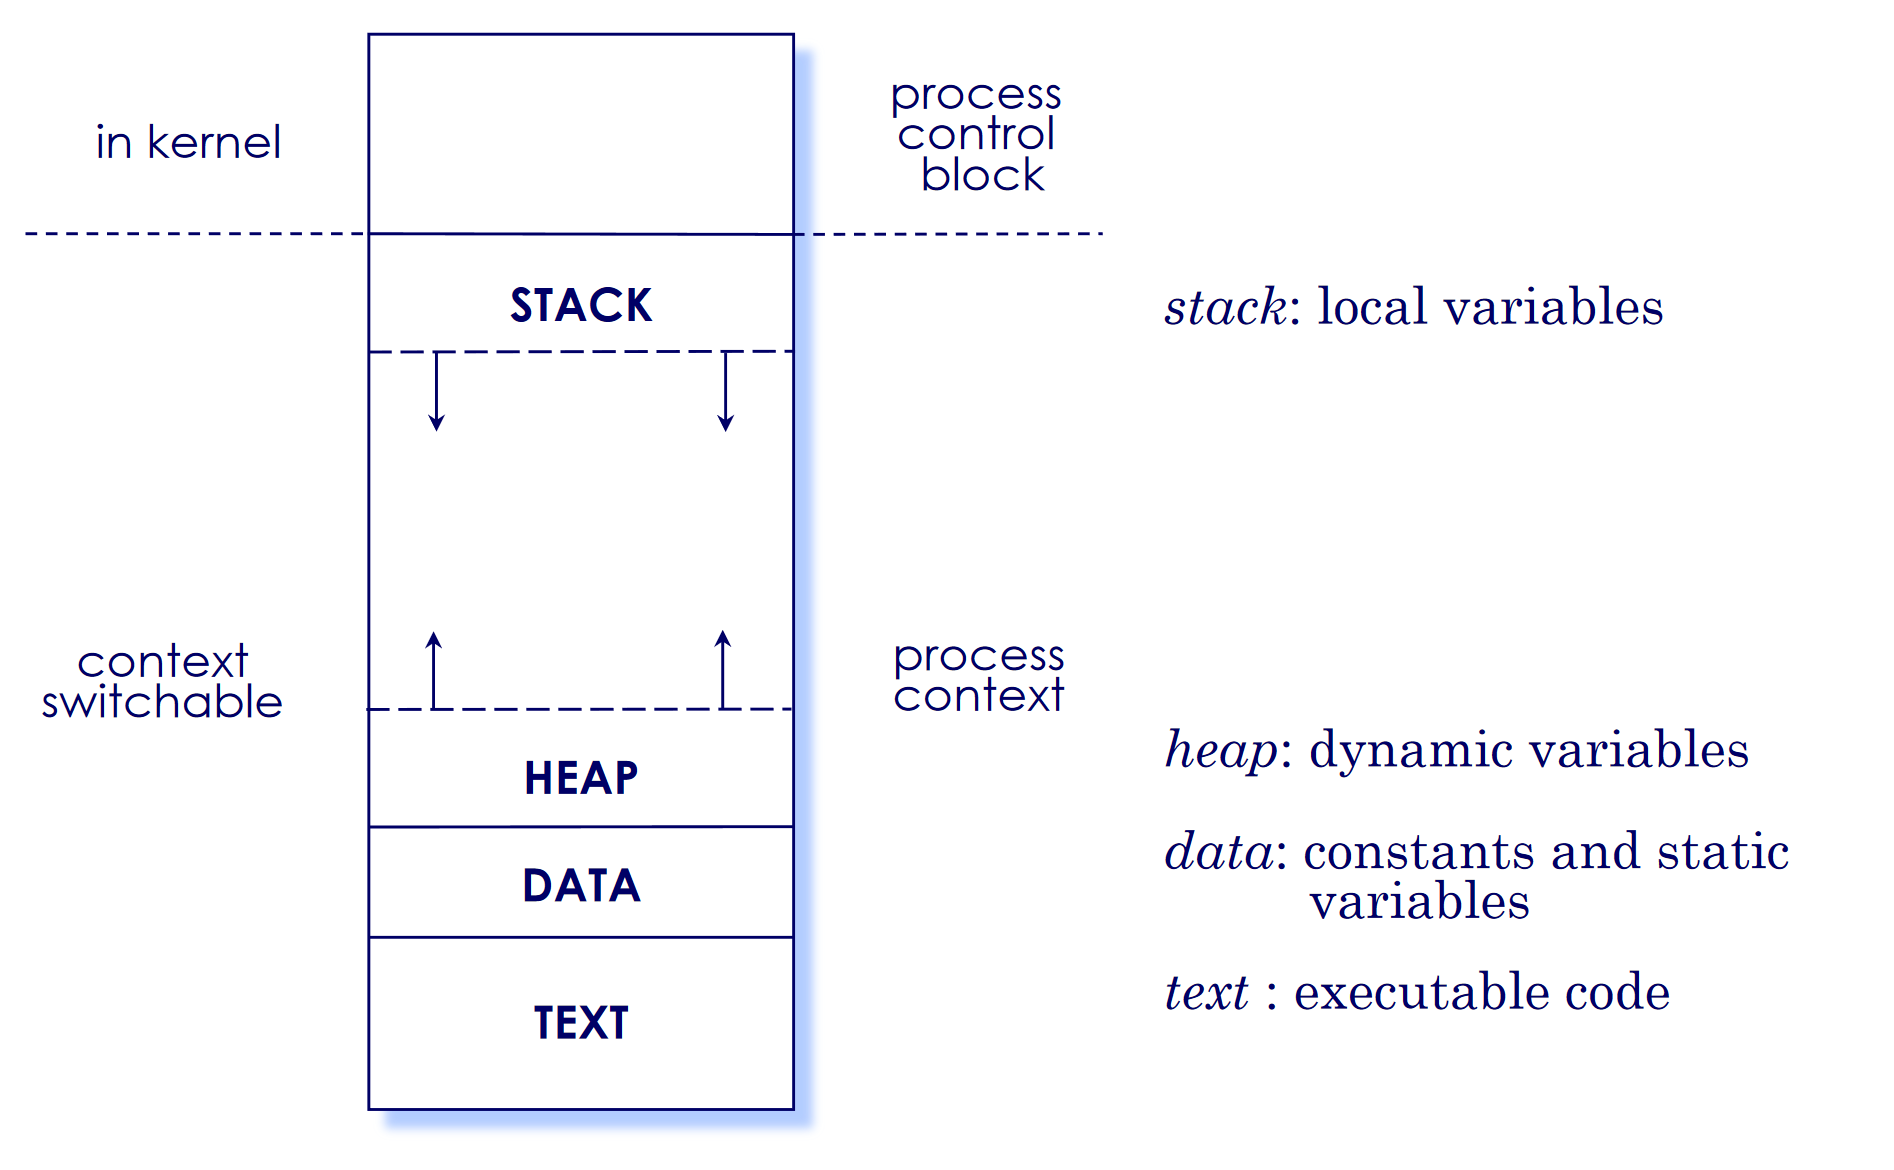 in kernel
process
control
block
STACK
stack: local variables
context
switchable
process
context
HEAP
heap: dynamic variables
DATA
data: constants and static
variables
TEXT
text : executable code